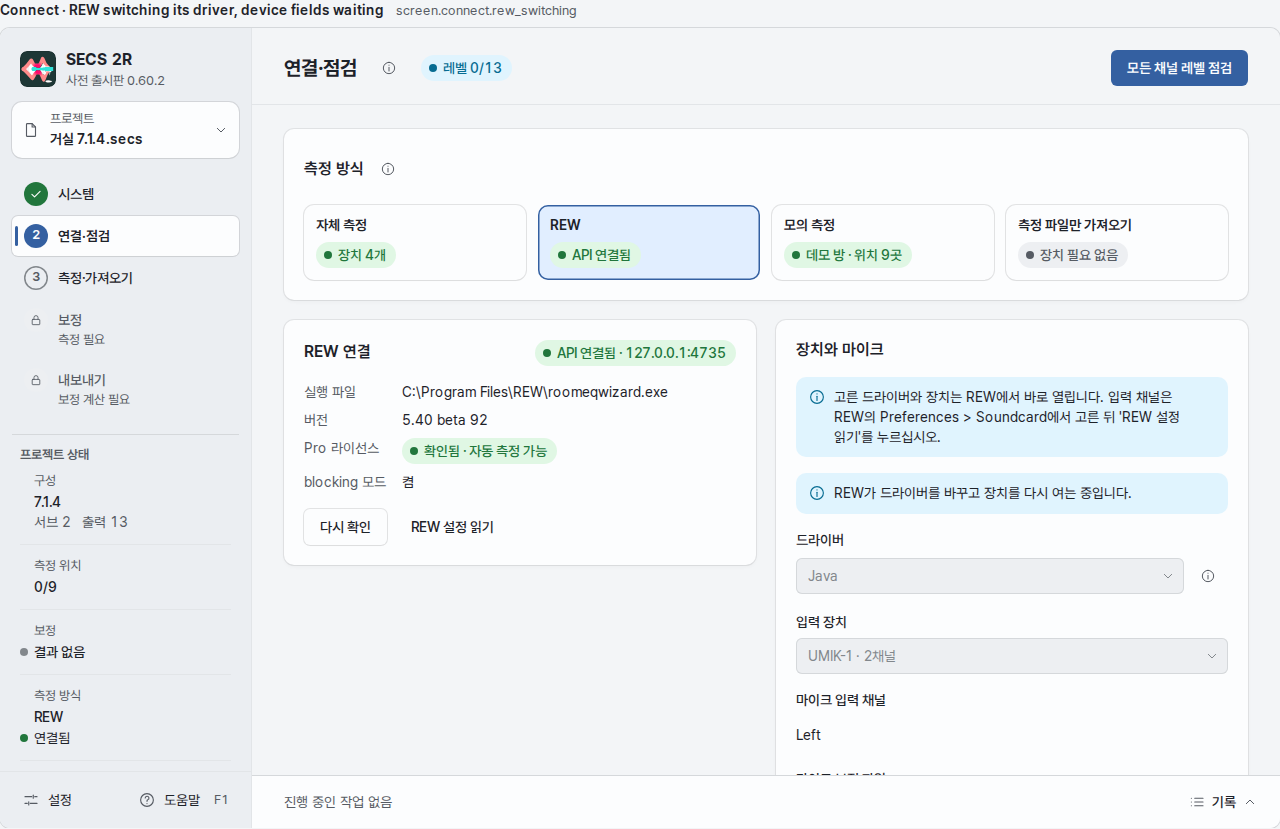 Connect · REW switching its driver, device fields waiting screen.connect.rew_switching
SECS 2R
사전 출시판 0.60.2
프로젝트
거실 7.1.4.secs
시스템
2 연결·점검
3 측정·가져오기
보정
측정 필요
내보내기
보정 계산 필요
프로젝트 상태
구성
7.1.4
서브 2 출력 13
측정 위치
0/9
보정
결과 없음
측정 방식
REW
연결됨
설정
도움말 F1
연결·점검
레벨 0/13
모든 채널 레벨 점검
측정 방식
자체 측정
장치 4개
REW
API 연결됨
모의 측정
데모 방 · 위치 9곳
측정 파일만 가져오기
장치 필요 없음
REW 연결
API 연결됨 · 127.0.0.1:4735
실행 파일 C:\Program Files\REW\roomeqwizard.exe
버전 5.40 beta 92
Pro 라이선스 확인됨 · 자동 측정 가능
blocking 모드 켬
다시 확인
REW 설정 읽기
장치와 마이크
고른 드라이버와 장치는 REW에서 바로 열립니다. 입력 채널은
REW의 Preferences > Soundcard에서 고른 뒤 'REW 설정
읽기'를 누르십시오.
REW가 드라이버를 바꾸고 장치를 다시 여는 중입니다.
드라이버
Java
입력 장치
UMIK-1 · 2채널
마이크 입력 채널
Left
진행 중인 작업 없음
기록